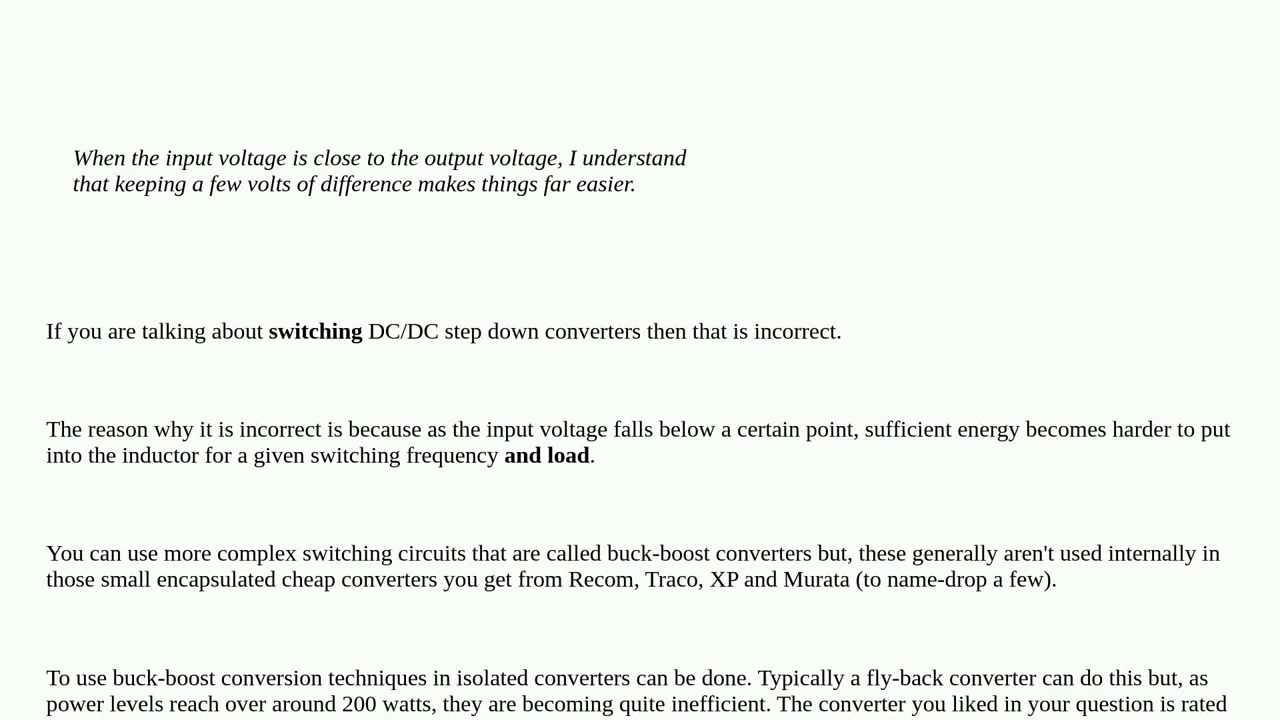 When the input voltage is close to the output voltage, I understand
that keeping a few volts of difference makes things far easier.
If you are talking about switching DC/DC step down converters then that is incorrect.
The reason why it is incorrect is because as the input voltage falls below a certain point, sufficient energy becomes harder to put
into the inductor for a given switching frequency and load.
You can use more complex switching circuits that are called buck-boost converters but, these generally aren't used internally in
those small encapsulated cheap converters you get from Recom, Traco, XP and Murata (to name-drop a few).
To use buck-boost conversion techniques in isolated converters can be done. Typically a fly-back converter can do this but, as
power levels reach over around 200 watts, they are becoming quite inefficient. The converter you liked in your question is rated